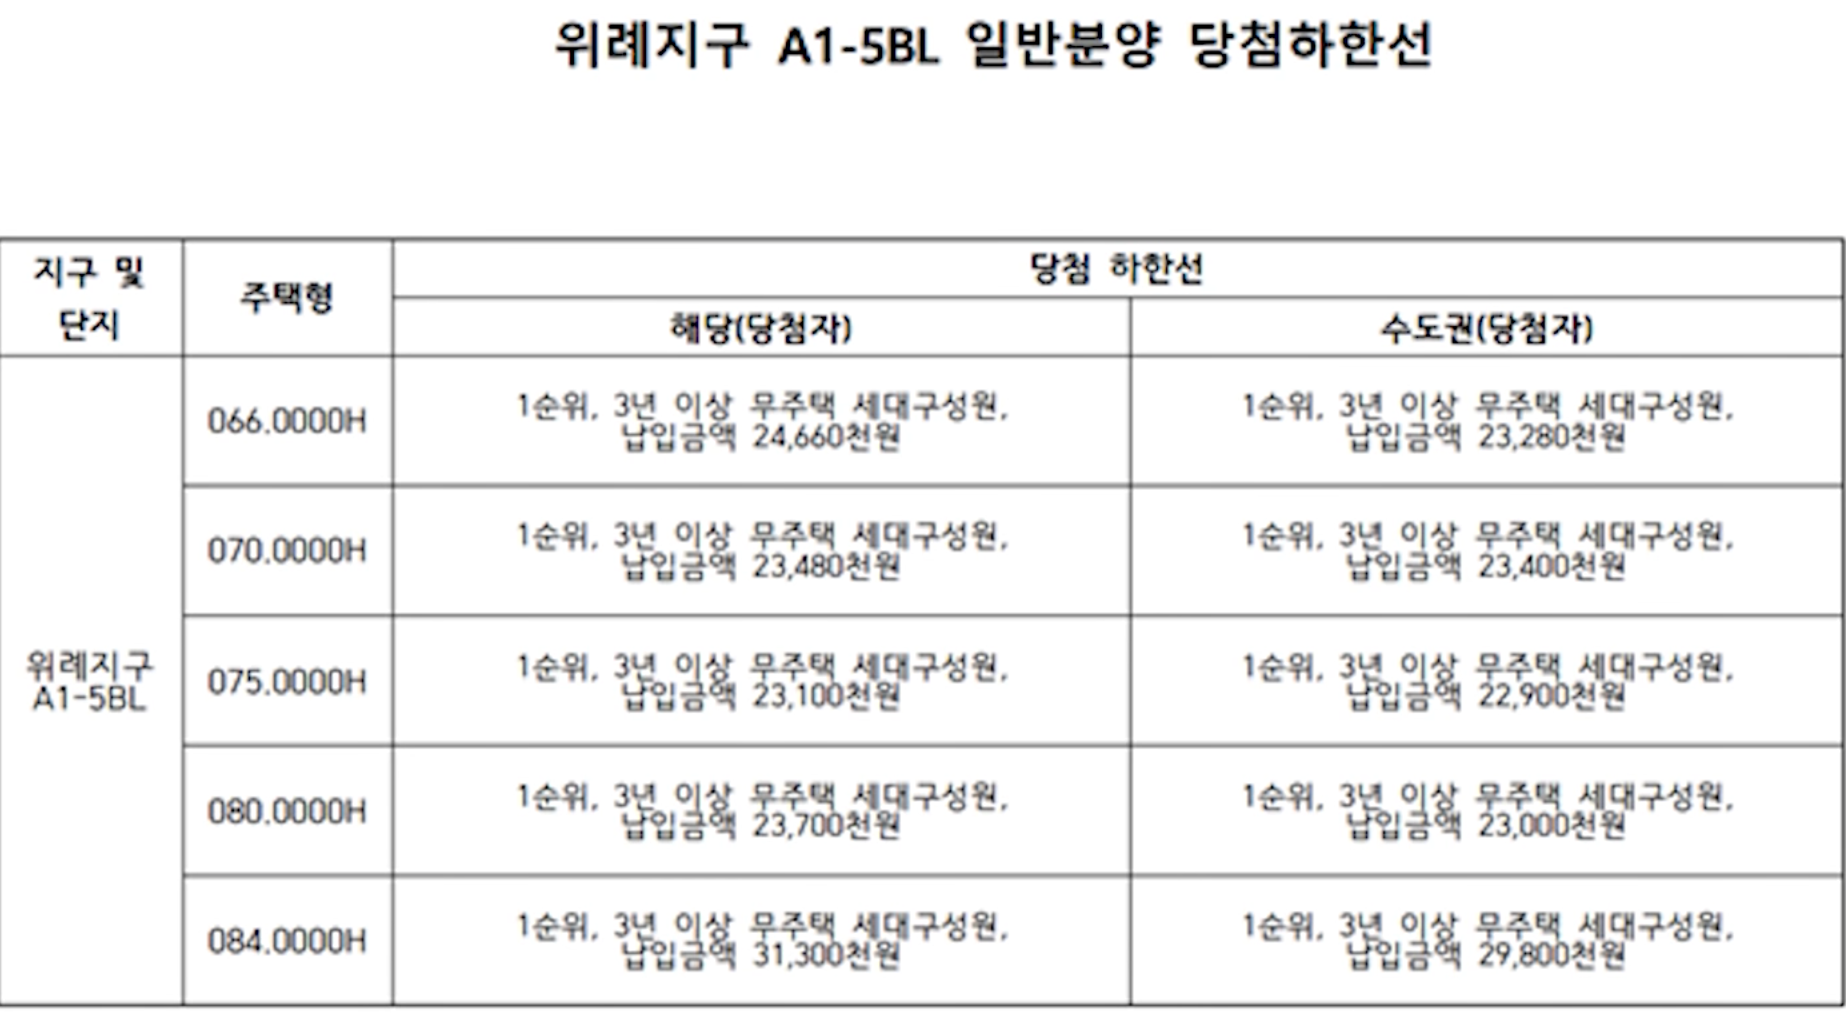 위례지구 A1-5BL 일반분양 당첨하한선
지구 및
단지
주택형
당첨 하한선
해당(당첨자)
수도권(당첨자)
위례지구
A1-5BL
066.0000H
1순위, 3년 이상 무주택 세대구성원,
납입금액 24,660천원
1순위, 3년 이상 무주택 세대구성원,
납입금액 23,280천원
070.0000H
1순위, 3년 이상 무주택 세대구성원,
납입금액 23,480천원
1순위, 3년 이상 무주택 세대구성원,
납입금액 23,400천원
075.0000H
1순위, 3년 이상 무주택 세대구성원,
납입금액 23,100천원
1순위, 3년 이상 무주택 세대구성원,
납입금액 22,900천원
080.0000H
1순위, 3년 이상 무주택 세대구성원,
납입금액 23,700천원
1순위, 3년 이상 무주택 세대구성원,
납입금액 23,000천원
084.0000H
1순위, 3년 이상 무주택 세대구성원,
납입금액 31,300천원
1순위, 3년 이상 무주택 세대구성원,
납입금액 29,800천원